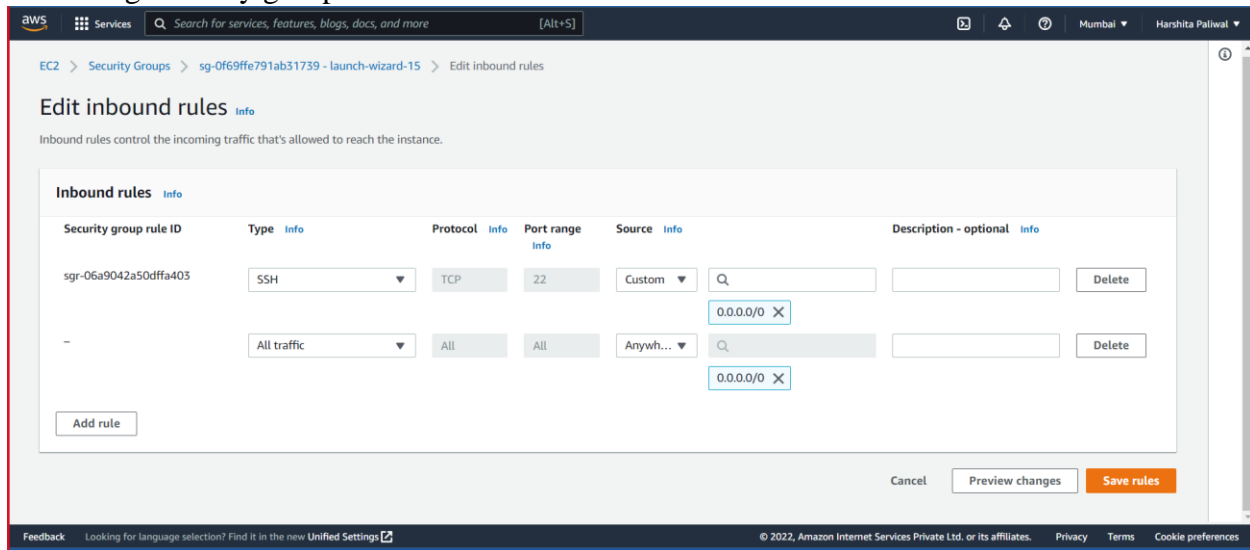 aws Services Search for services, features, blogs, docs, and more [Alt+S] Mumbai Harshita Paliwal
EC2 > Security Groups > sg-0f69ffe791ab31739 - launch-wizard-15 > Edit inbound rules
Edit inbound rules Info
Inbound rules control the incoming traffic that's allowed to reach the instance.
Inbound rules Info
Security group rule ID Type Info Protocol Info Port range Info Source Info Description - optional Info
sgr-06a9042a50dffa403 SSH TCP 22 Custom Delete
0.0.0.0/0
– All traffic All All Anywh... Delete
0.0.0.0/0
Add rule
Cancel Preview changes Save rules
Feedback Looking for language selection? Find it in the new Unified Settings © 2022, Amazon Internet Services Private Ltd. or its affiliates. Privacy Terms Cookie preferences